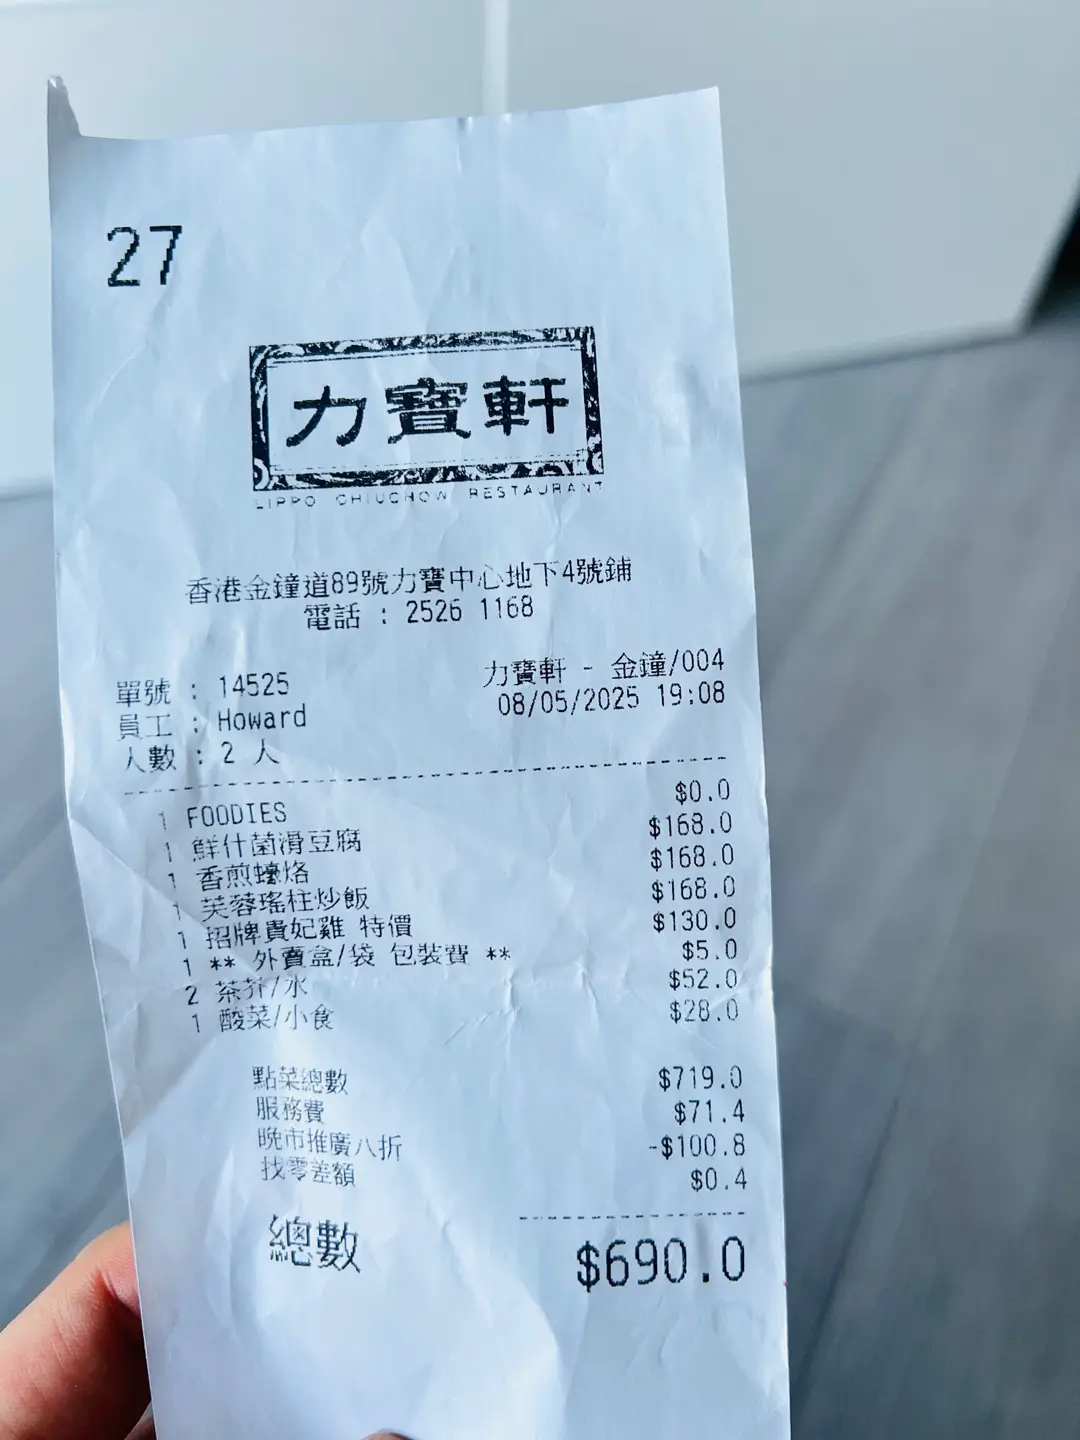 27
力寶軒
LIPPO CHIUCHOW RESTAURANT
香港金鐘道89號力寶中心地下4號鋪
電話 : 2526 1168
單號 : 14525
力寶軒 - 金鐘/004
員工 : Howard
08/05/2025 19:08
人數 : 2 人
1 FOODIES $0.0
1 鮮什菌滑豆腐 $168.0
1 香煎蠔烙 $168.0
1 芙蓉瑤柱炒飯 $168.0
1 招牌貴妃雞 特價 $130.0
1 ** 外賣盒/袋 包裝費 ** $5.0
2 茶芥/水 $52.0
1 酸菜/小食 $28.0
點菜總數 $719.0
服務費 $71.4
晚市推廣八折 -$100.8
找零差額 $0.4
總數 $690.0